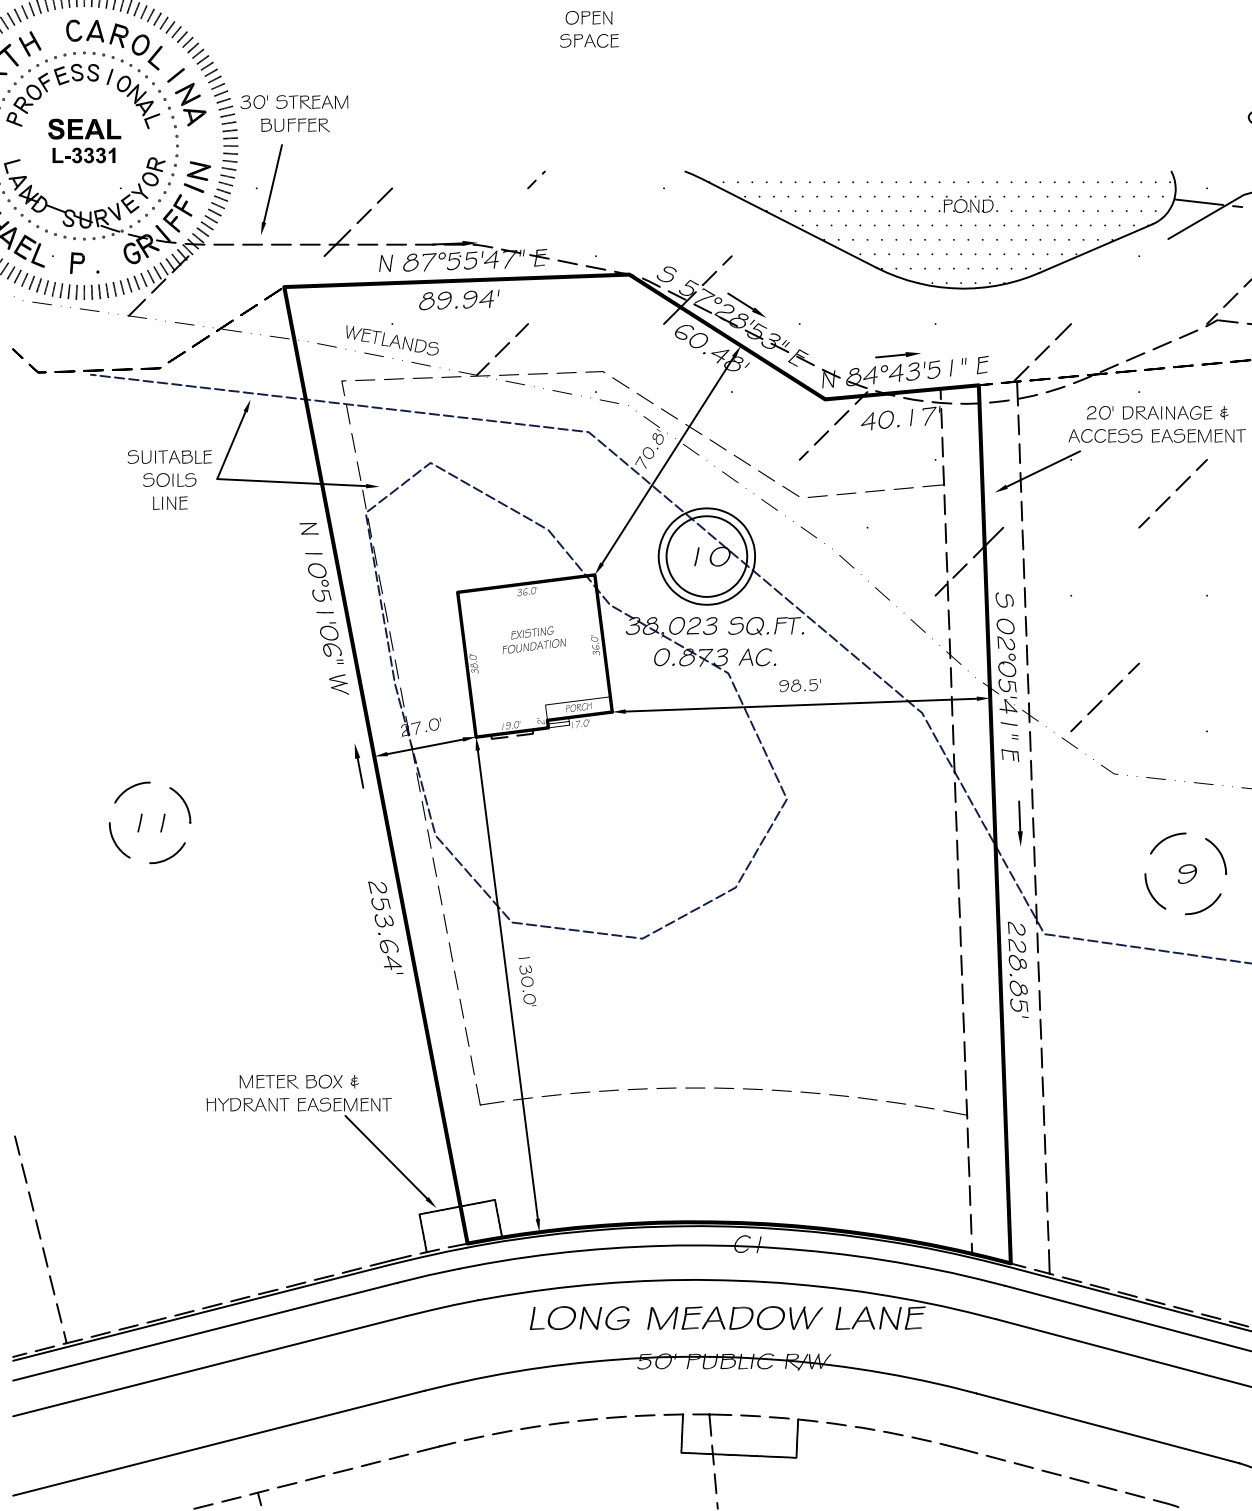 OPEN
SPACE
CAROLINA
PROFESSIONAL
SEAL
L-3331
LAND SURVEYOR
P. GRIFFIN
30' STREAM
BUFFER
POND
N 87°55'47" E
89.94'
S 57°28'53" E
60.48'
WETLANDS
N 84°43'51" E
40.17'
20' DRAINAGE &
ACCESS EASEMENT
SUITABLE
SOILS
LINE
70.8'
10
38.023 SQ.FT.
0.873 AC.
N 10°51'06" W
253.64'
36.0'
EXISTING
FOUNDATION
38.0'
36.0'
PORCH
19.0'
2'
17.0'
27.0'
98.5'
S 02°05'41" E
228.85'
11
9
130.0'
METER BOX &
HYDRANT EASEMENT
C1
LONG MEADOW LANE
50' PUBLIC R/W